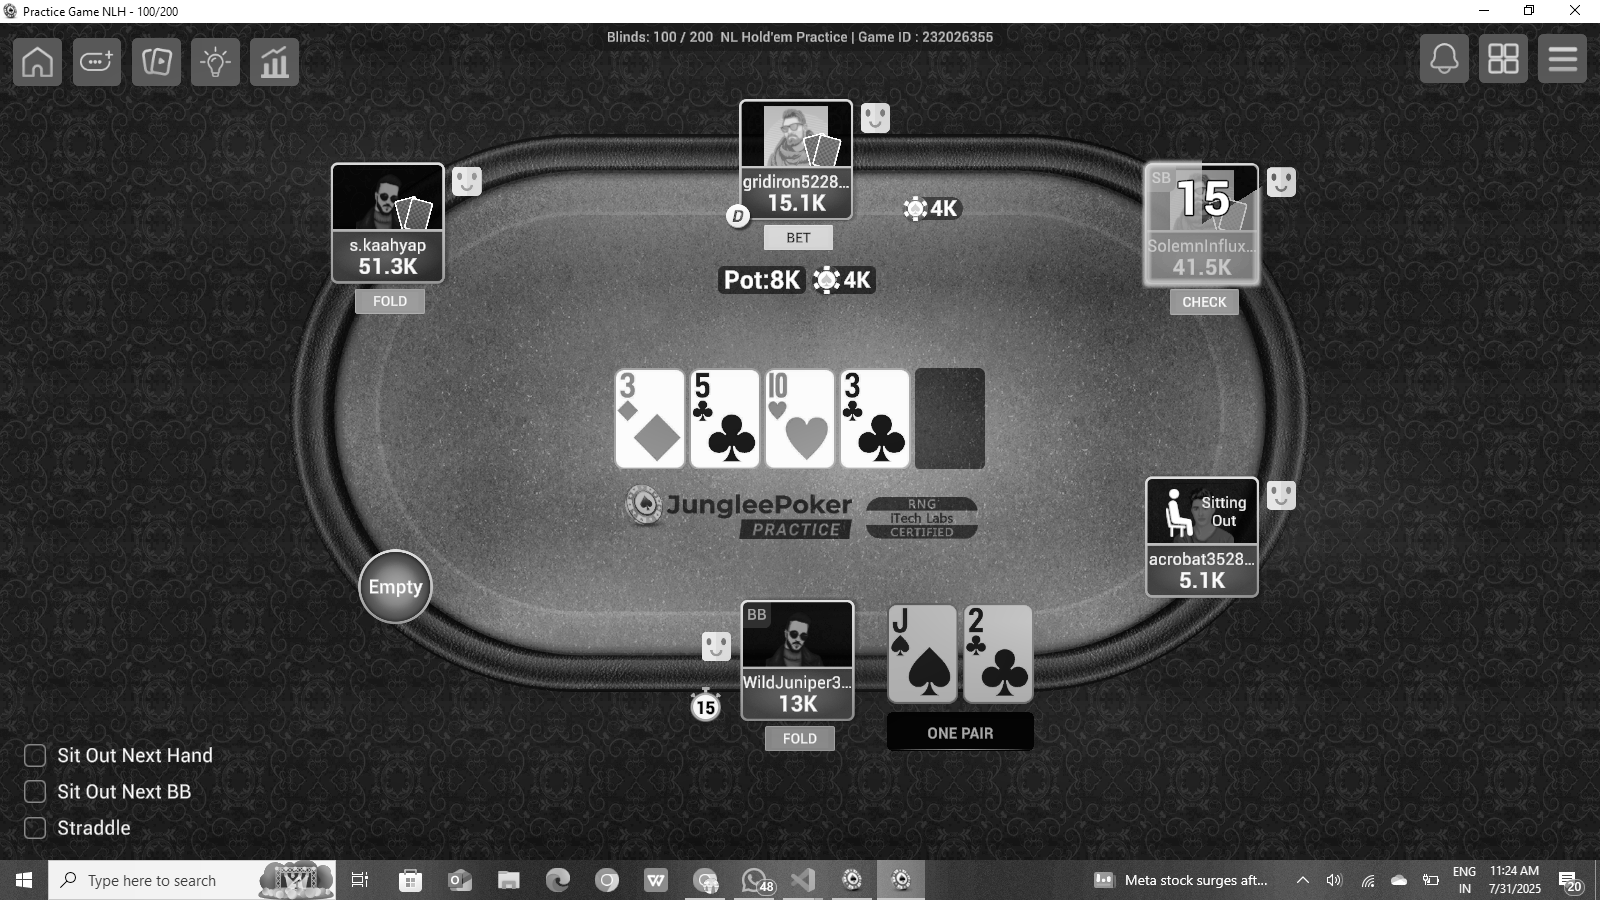 Practice Game NLH - 100/200
Blinds: 100 / 200 NL Hold'em Practice | Game ID : 232026355
gridiron5228...
15.1K
D
BET
4K
s.kaahyap
51.3K
FOLD
SB
15
SolemnInflux...
41.5K
CHECK
Pot:8K
4K
3
5
10
3
JungleePoker
PRACTICE
RNG
iTech Labs
CERTIFIED
Sitting
Out
acrobat3528...
5.1K
Empty
BB
WildJuniper3...
13K
15
FOLD
J
2
ONE PAIR
Sit Out Next Hand
Sit Out Next BB
Straddle
Type here to search
W
48
Meta stock surges aft...
ENG
IN
11:24 AM
7/31/2025
20